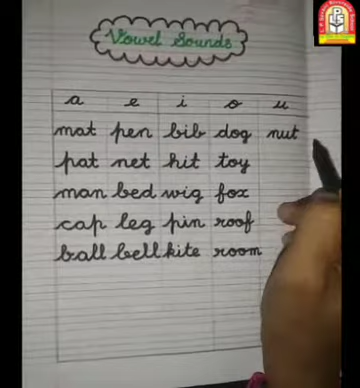 Vowel Sounds
a e i o u
mat pen bib dog nut
pat net hit toy
man bed wig fox
cap leg pin roof
ball bell kite room